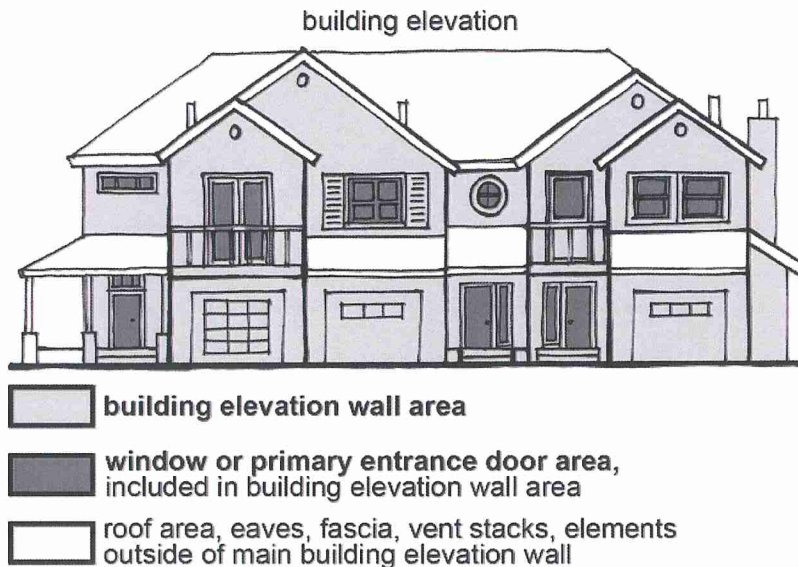 building elevation
building elevation wall area
window or primary entrance door area,
included in building elevation wall area
roof area, eaves, fascia, vent stacks, elements
outside of main building elevation wall